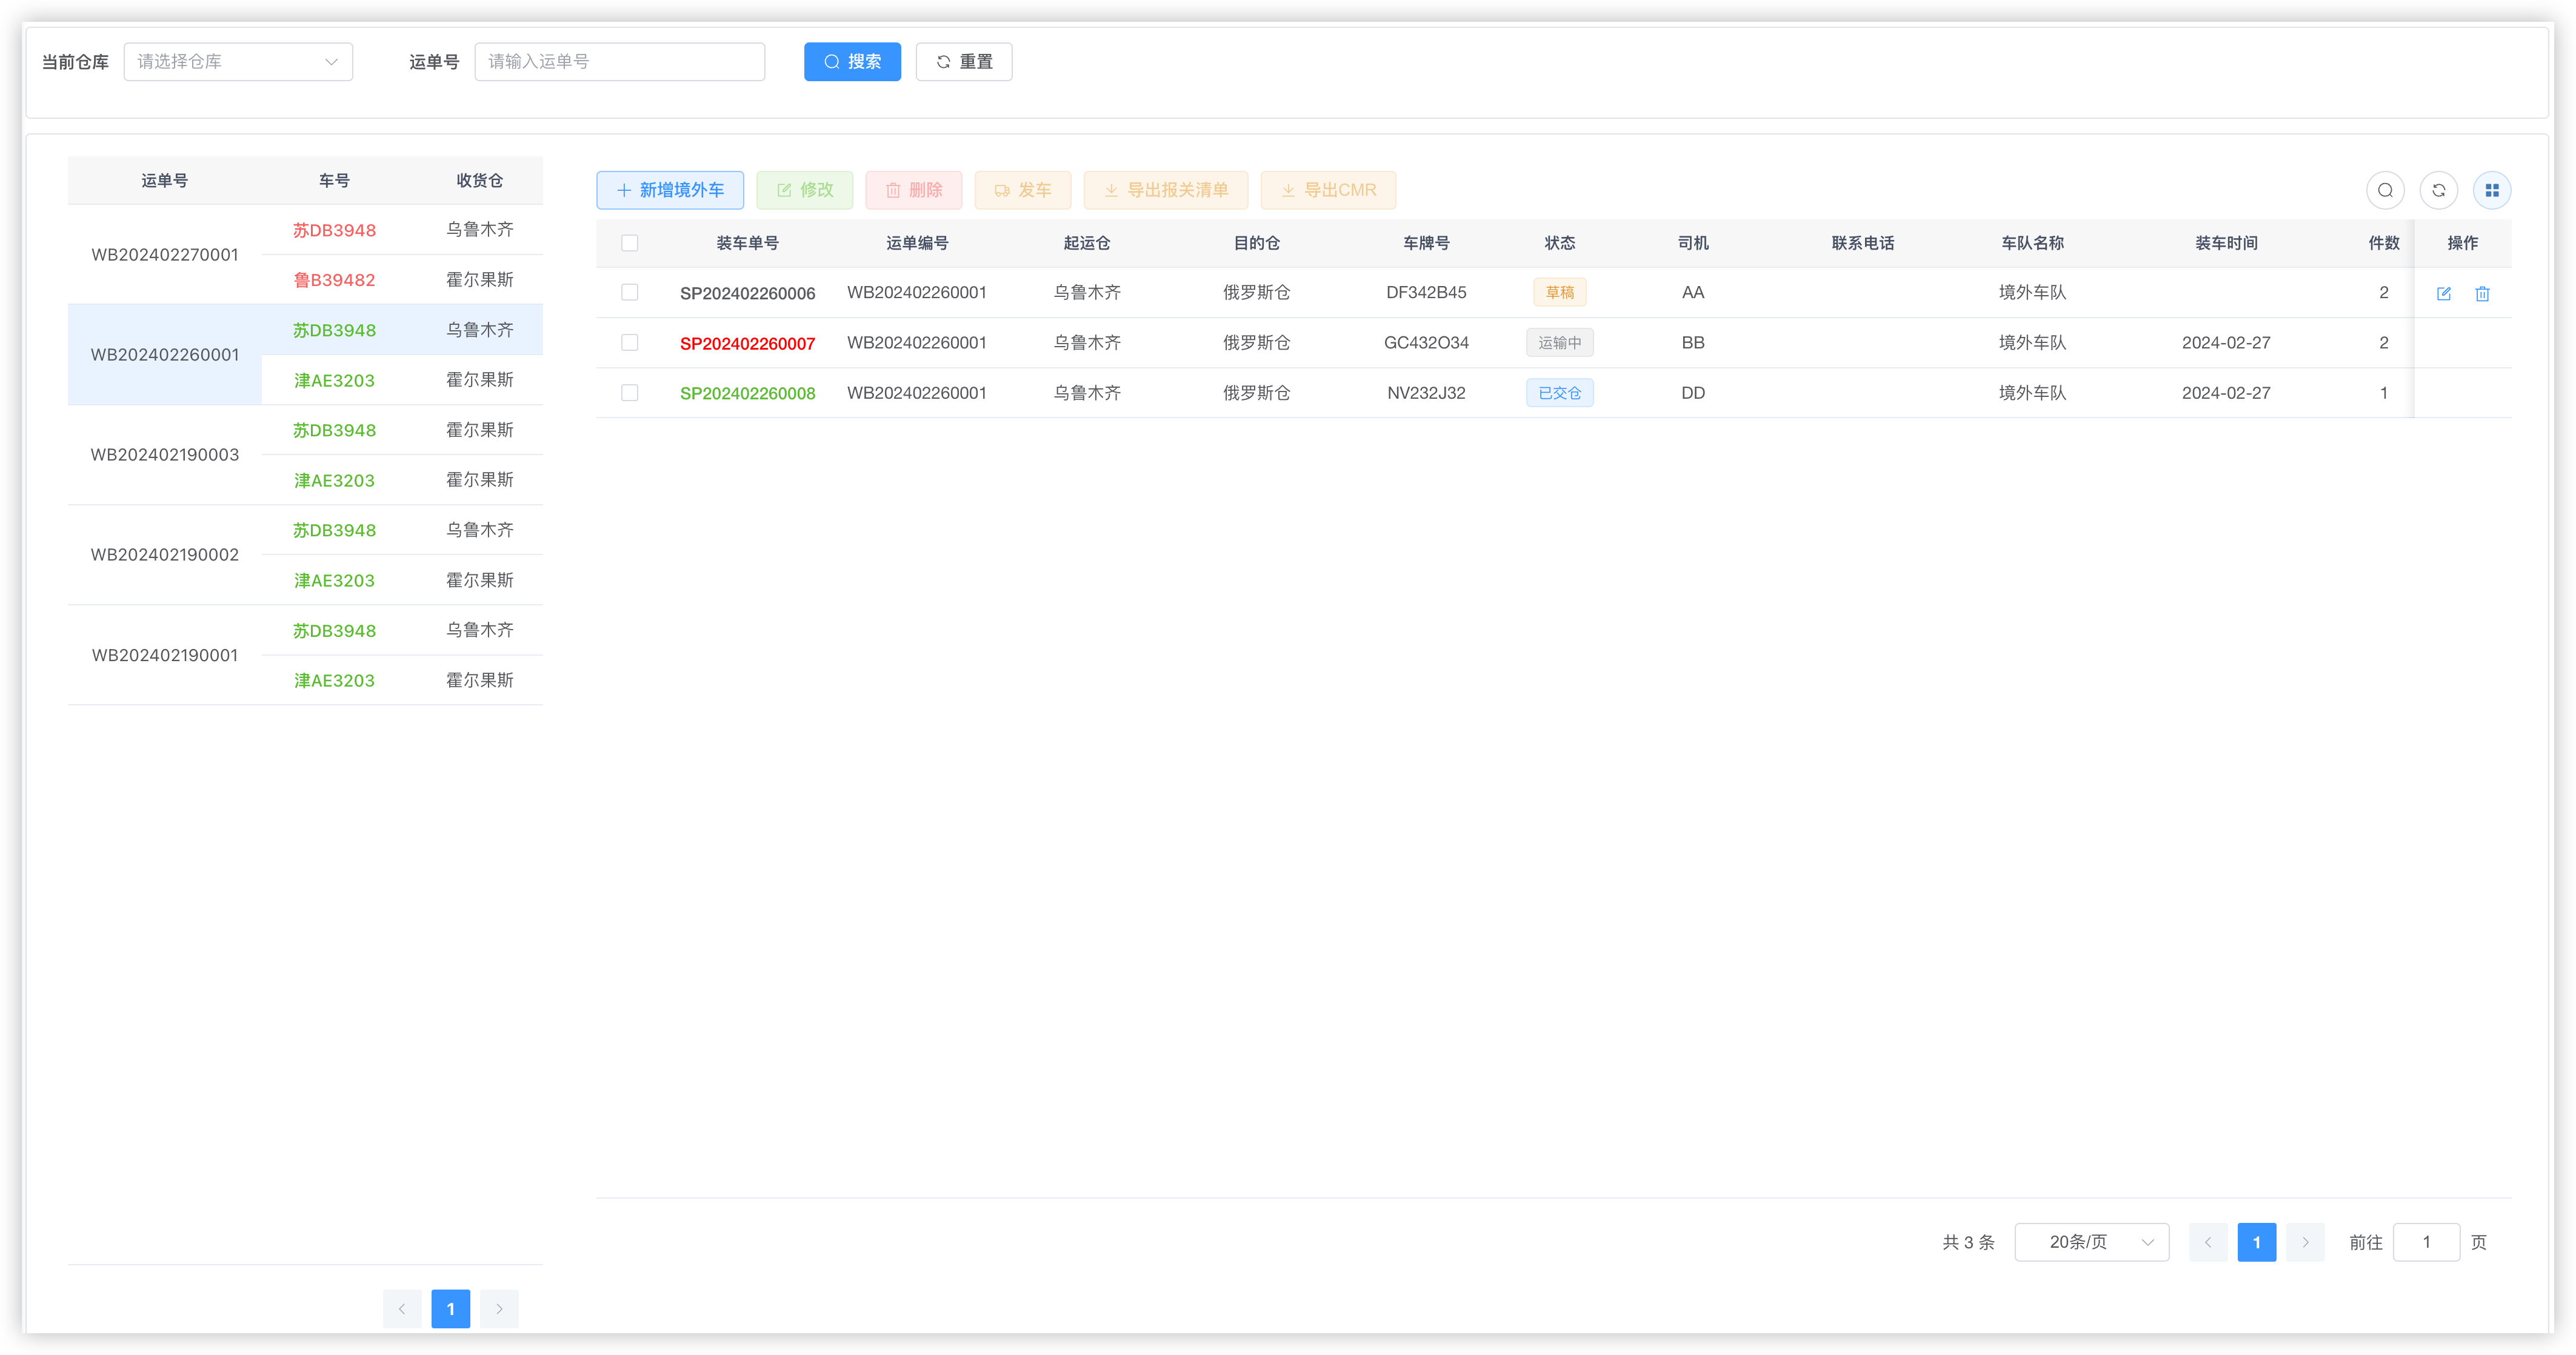 当前仓库 请选择仓库 运单号 请输入运单号 搜索 重置
运单号 车号 收货仓
WB202402270001 苏DB3948 乌鲁木齐
鲁B39482 霍尔果斯
WB202402260001 苏DB3948 乌鲁木齐
津AE3203 霍尔果斯
WB202402190003 苏DB3948 霍尔果斯
津AE3203 霍尔果斯
WB202402190002 苏DB3948 乌鲁木齐
津AE3203 霍尔果斯
WB202402190001 苏DB3948 乌鲁木齐
津AE3203 霍尔果斯
1
新增境外车 修改 删除 发车 导出报关清单 导出CMR
装车单号 运单编号 起运仓 目的仓 车牌号 状态 司机 联系电话 车队名称 装车时间 件数 操作
SP202402260006 WB202402260001 乌鲁木齐 俄罗斯仓 DF342B45 草稿 AA 境外车队 2
SP202402260007 WB202402260001 乌鲁木齐 俄罗斯仓 GC432O34 运输中 BB 境外车队 2024-02-27 2
SP202402260008 WB202402260001 乌鲁木齐 俄罗斯仓 NV232J32 已交仓 DD 境外车队 2024-02-27 1
共 3 条 20条/页 1 前往 1 页